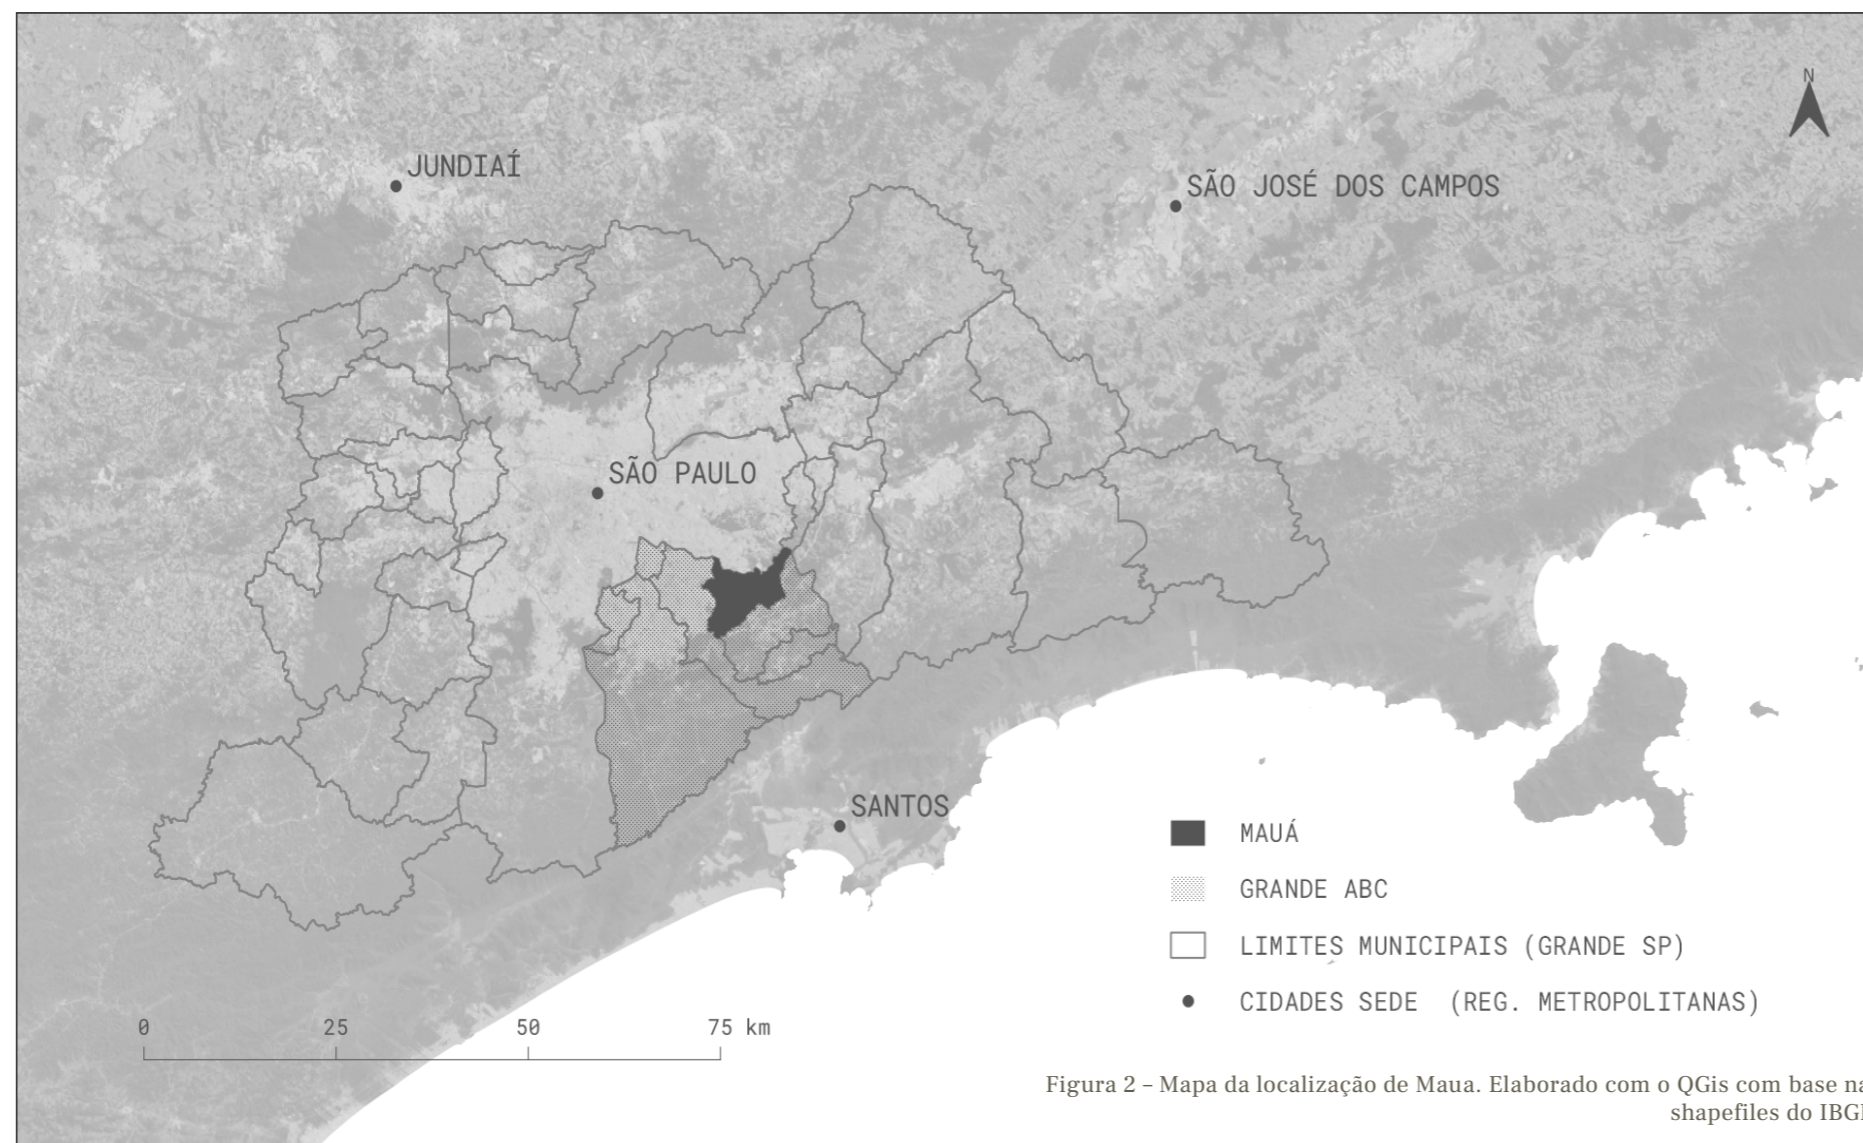 N
JUNDIAÍ
SÃO JOSÉ DOS CAMPOS
SÃO PAULO
SANTOS
MAUÁ
GRANDE ABC
LIMITES MUNICIPAIS (GRANDE SP)
CIDADES SEDE (REG. METROPOLITANAS)
0 25 50 75 km
Figura 2 – Mapa da localização de Maua. Elaborado com o QGis com base na
shapefiles do